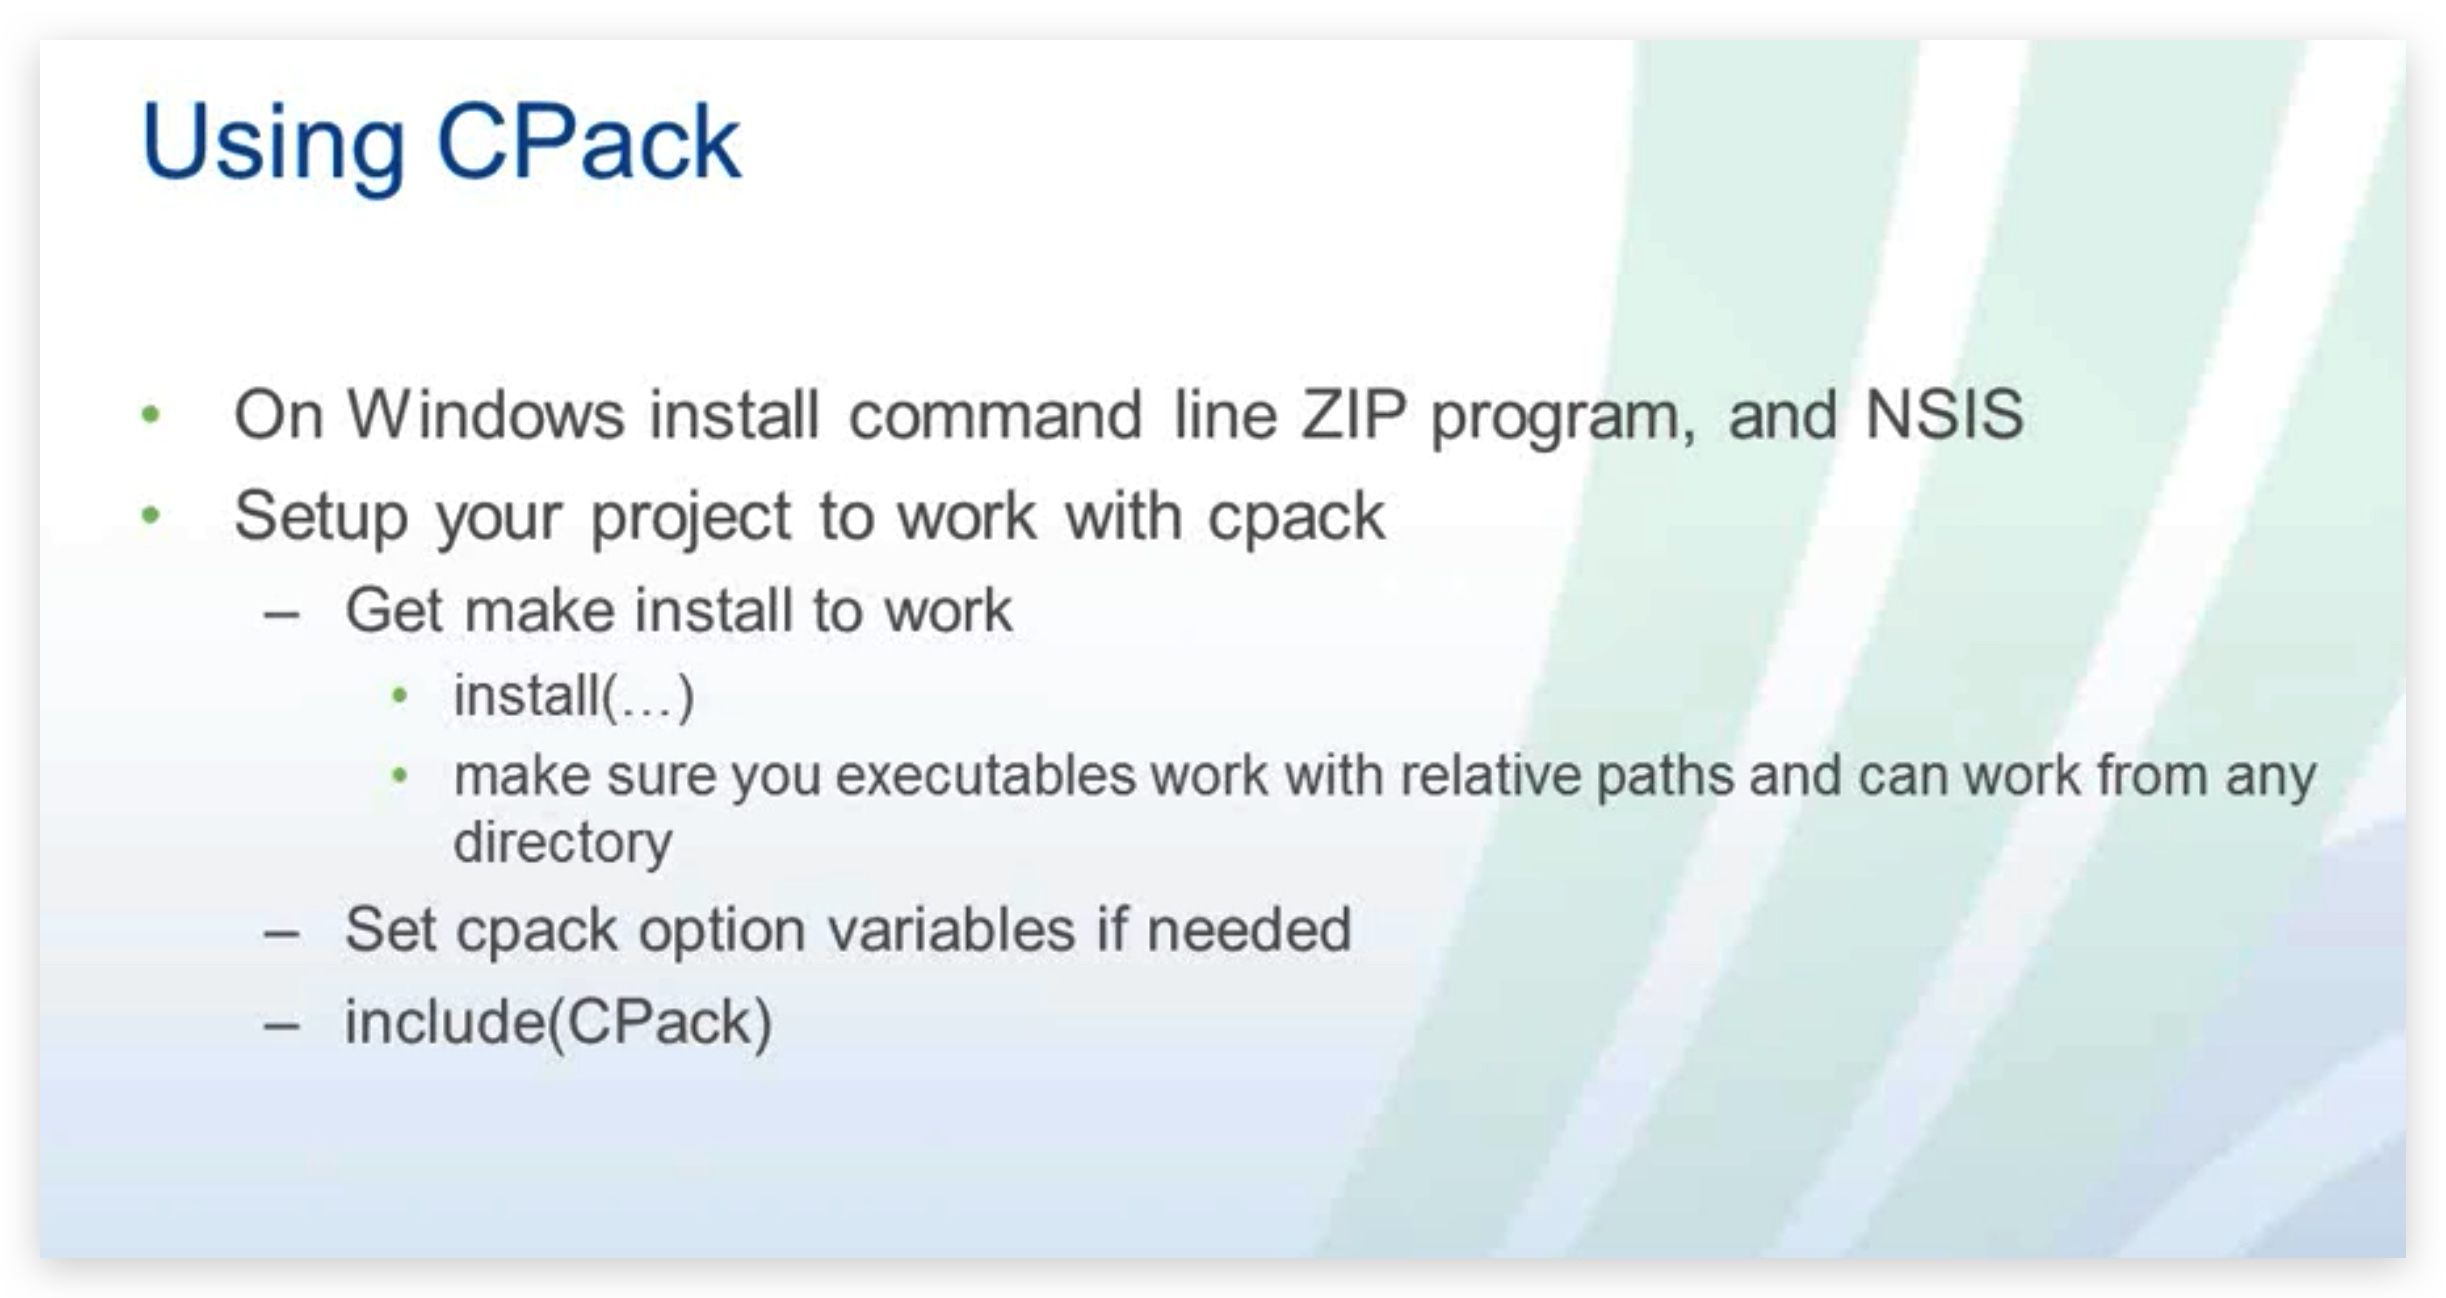 Using CPack
• On Windows install command line ZIP program, and NSIS
• Setup your project to work with cpack
– Get make install to work
• install(…)
• make sure you executables work with relative paths and can work from any
directory
– Set cpack option variables if needed
– include(CPack)